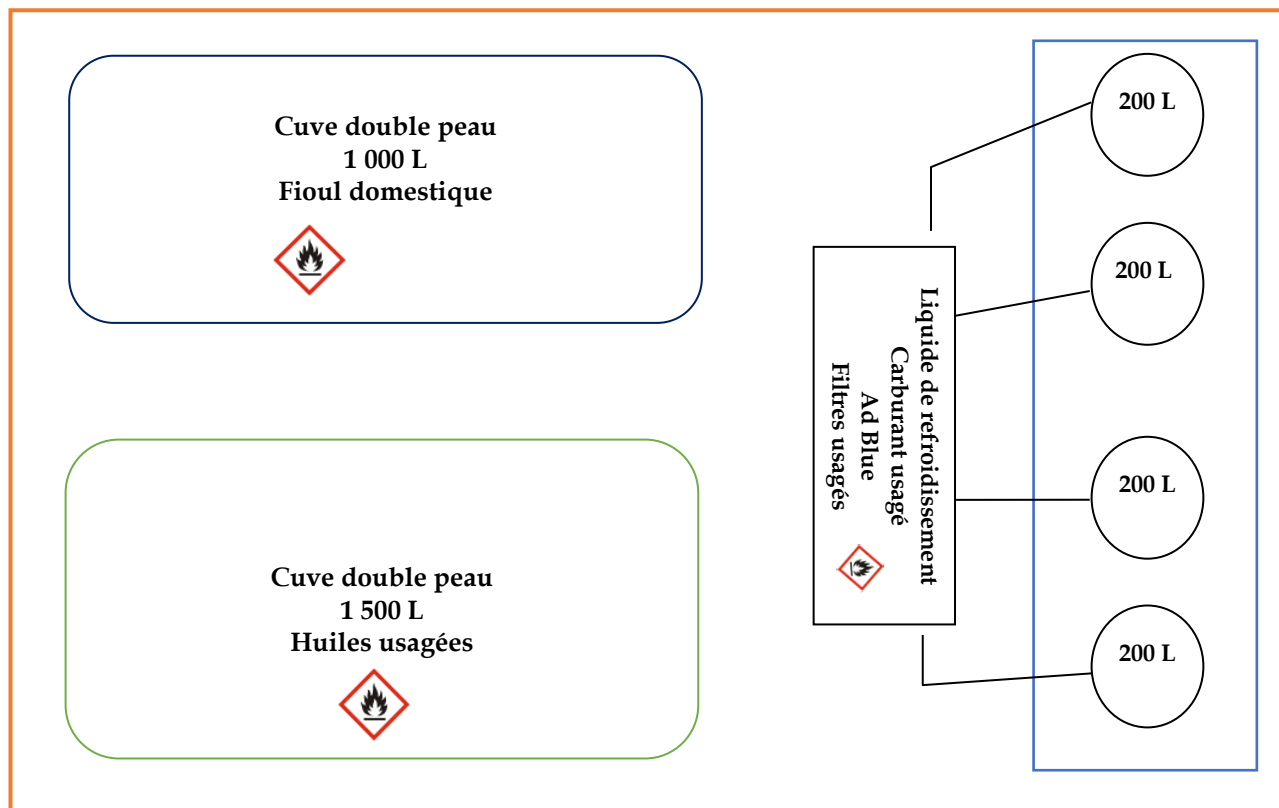 Cuve double peau
1 000 L
Fioul domestique
Cuve double peau
1 500 L
Huiles usagées
Liquide de refroidissement
Carburant usagé
Ad Blue
Filtres usagés
200 L
200 L
200 L
200 L